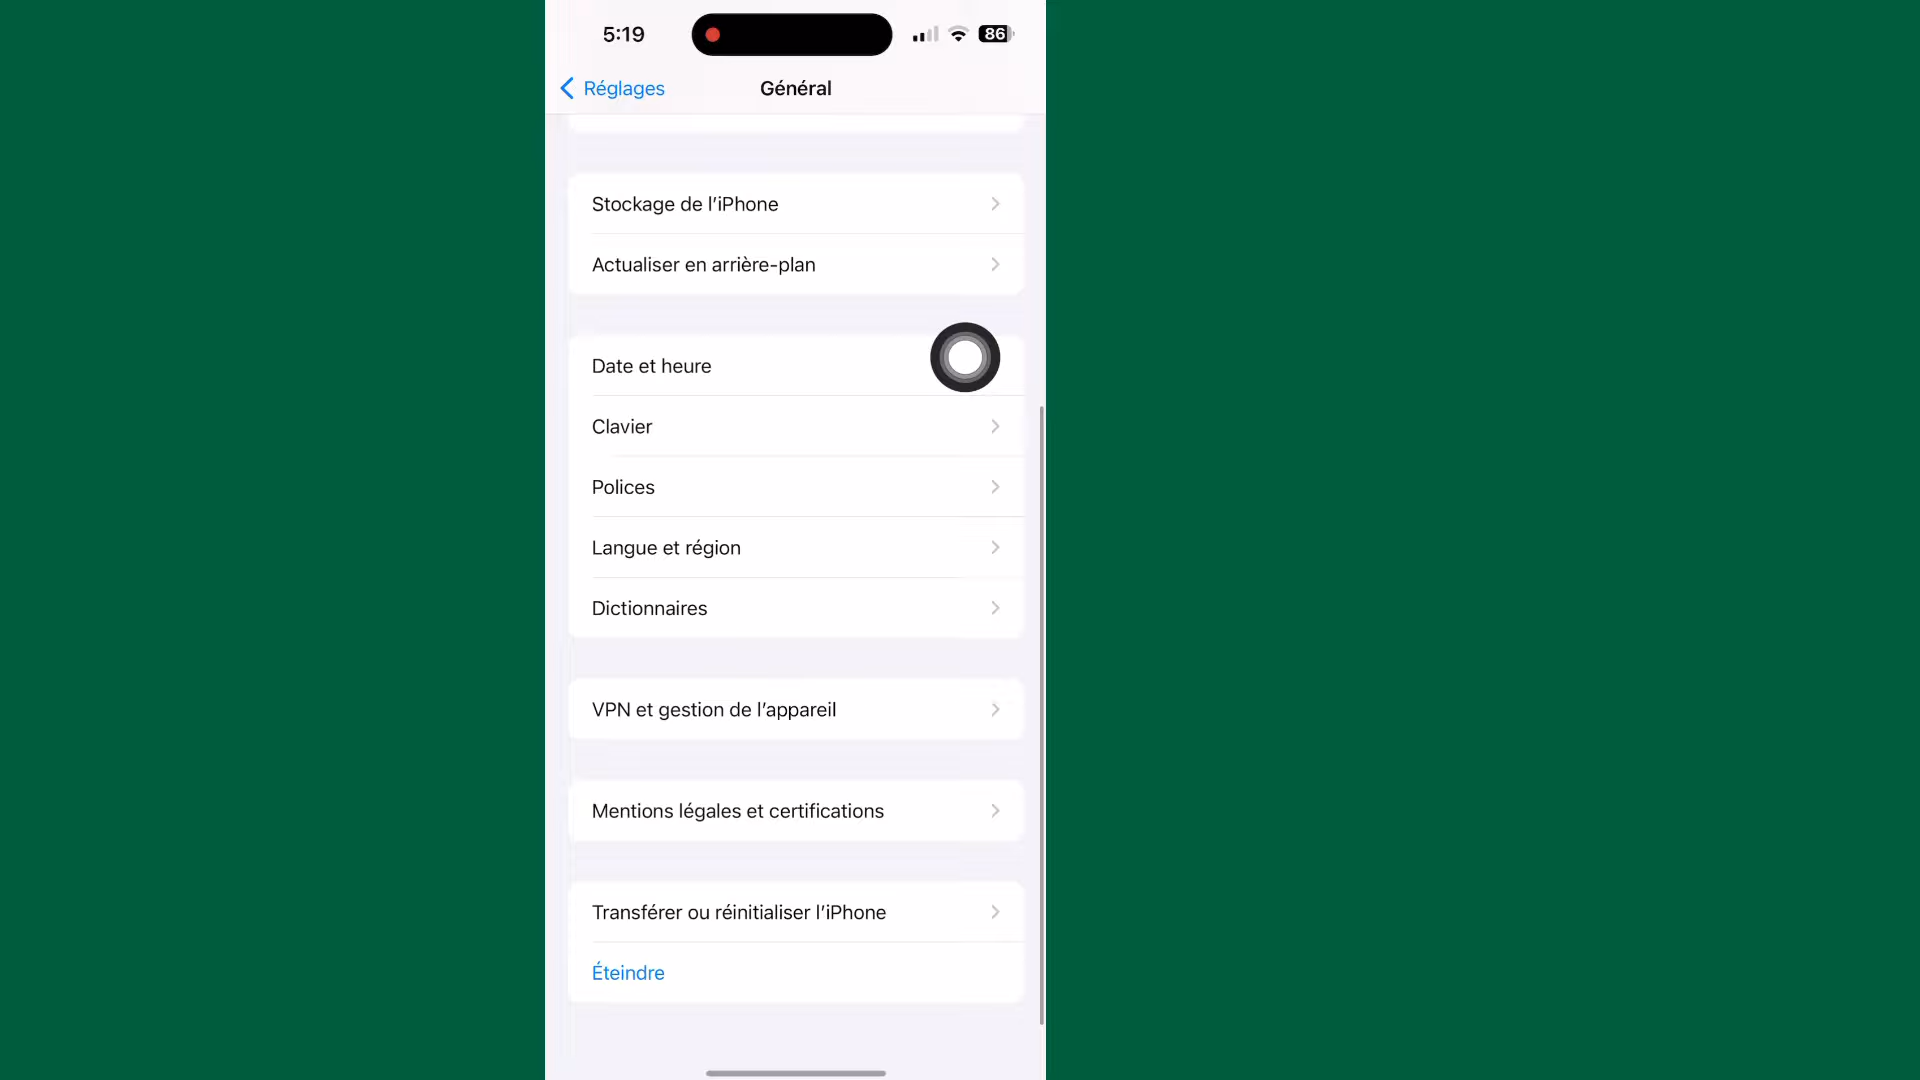 5:19
86
Réglages
Général
Stockage de l’iPhone
Actualiser en arrière-plan
Date et heure
Clavier
Polices
Langue et région
Dictionnaires
VPN et gestion de l’appareil
Mentions légales et certifications
Transférer ou réinitialiser l’iPhone
Éteindre